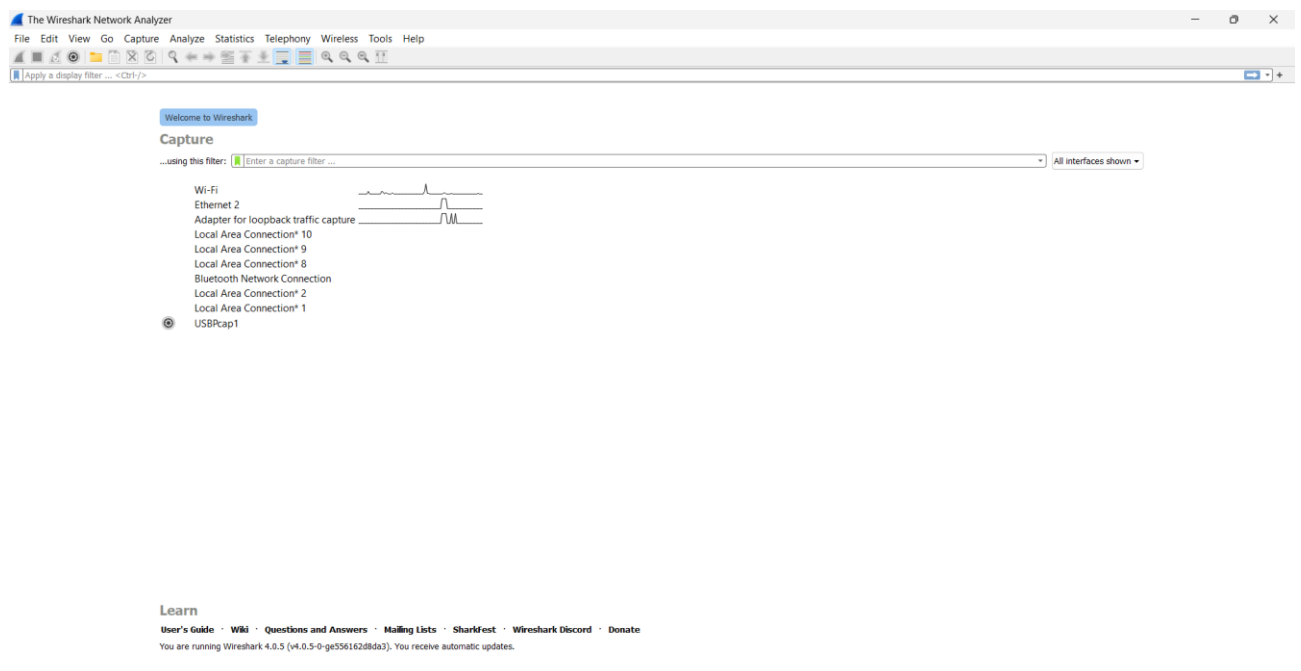 The Wireshark Network Analyzer
File Edit View Go Capture Analyze Statistics Telephony Wireless Tools Help
Apply a display filter ... <Ctrl-/>
Welcome to Wireshark
Capture
...using this filter: Enter a capture filter ... All interfaces shown
Wi-Fi
Ethernet 2
Adapter for loopback traffic capture
Local Area Connection* 10
Local Area Connection* 9
Local Area Connection* 8
Bluetooth Network Connection
Local Area Connection* 2
Local Area Connection* 1
USBPcap1
Learn
User's Guide · Wiki · Questions and Answers · Mailing Lists · SharkFest · Wireshark Discord · Donate
You are running Wireshark 4.0.5 (v4.0.5-0-ge556162d8da3). You receive automatic updates.